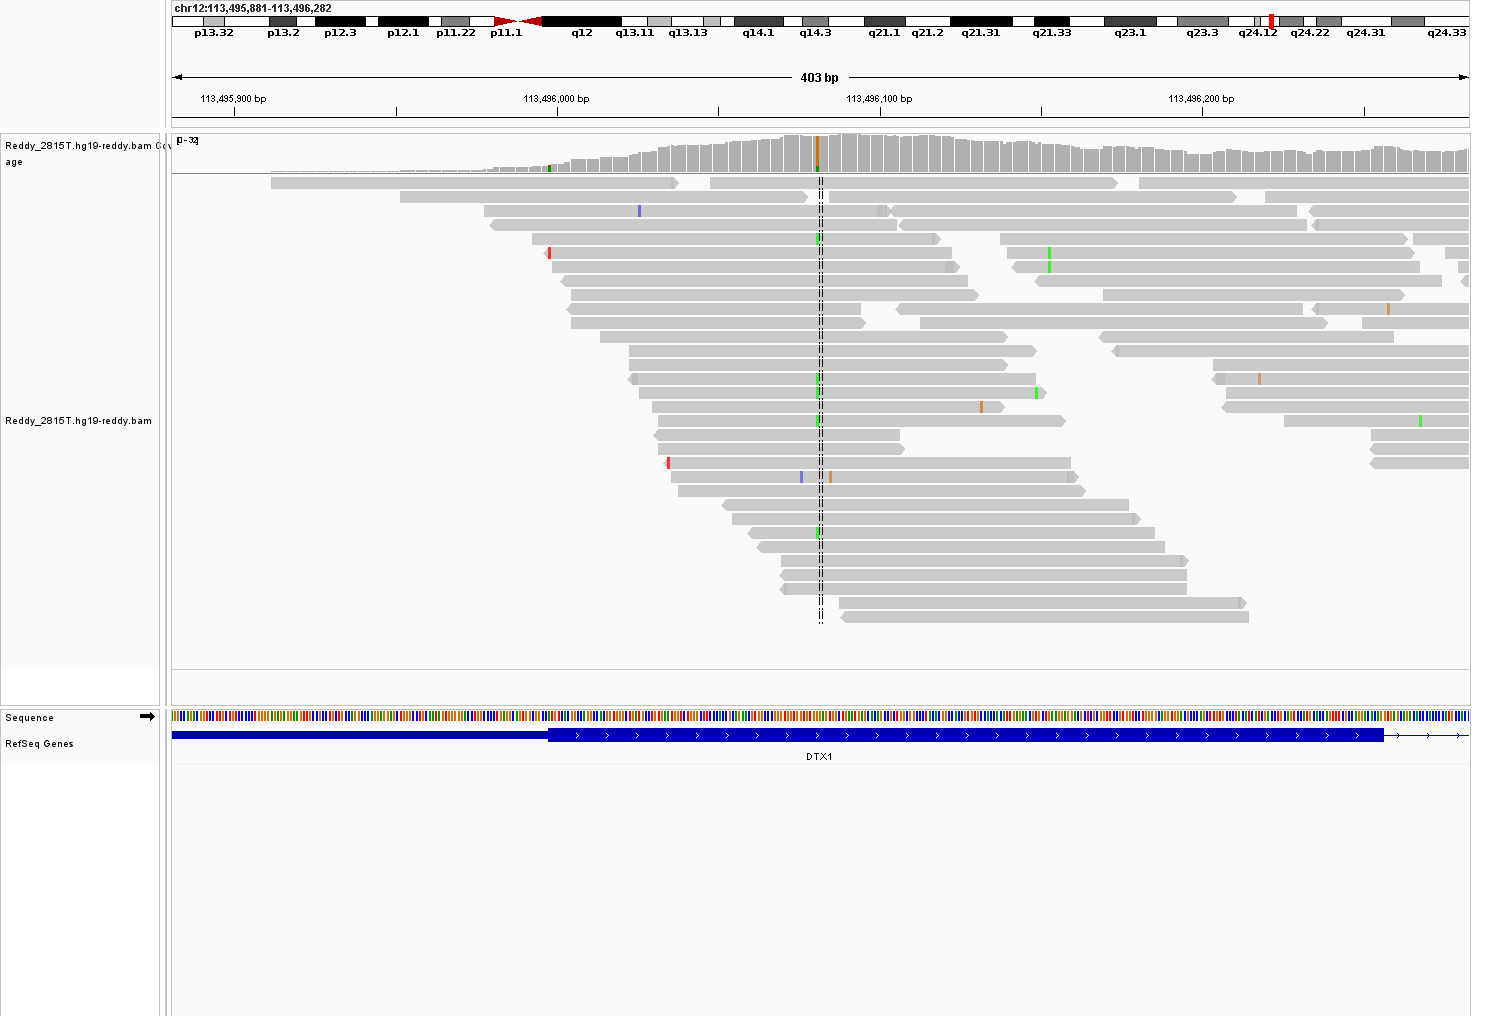 chr12:113,495,881-113,496,282
p13.32 p13.2 p12.3 p12.1 p11.22 p11.1 q12 q13.11 q13.13 q14.1 q14.3 q21.1 q21.2 q21.31 q21.33 q23.1 q23.3 q24.12 q24.22 q24.31 q24.33
403 bp
113,495,900 bp 113,496,000 bp 113,496,100 bp 113,496,200 bp
Reddy_2815T.hg19-reddy.bam Cov
age
[0-32]
Reddy_2815T.hg19-reddy.bam
Sequence
RefSeq Genes
DTX1